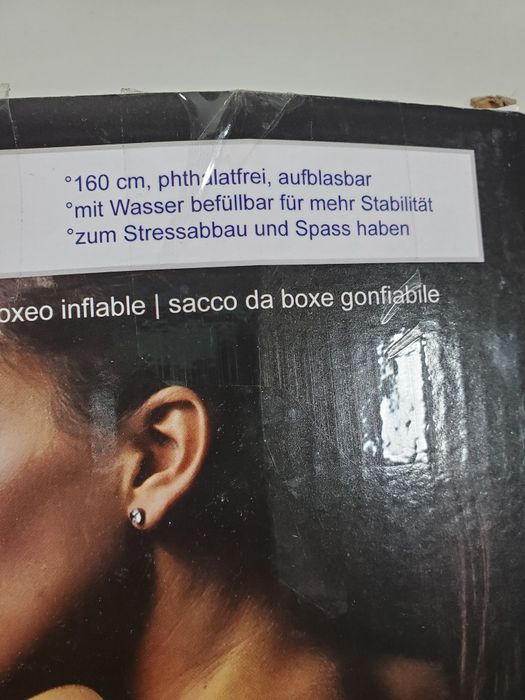 °160 cm, phthalatfrei, aufblasbar
°mit Wasser befüllbar für mehr Stabilität
°zum Stressabbau und Spass haben
oxeo inflable | sacco da boxe gonfiabile